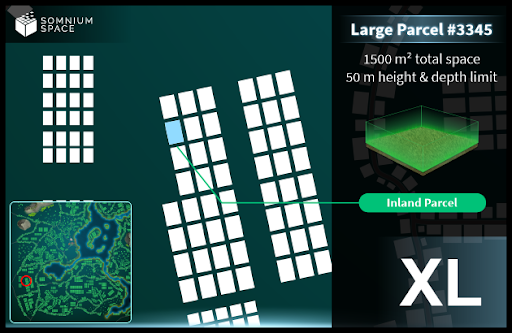 SOMNIUM
SPACE
Large Parcel #3345
1500 m² total space
50 m height & depth limit
Inland Parcel
XL